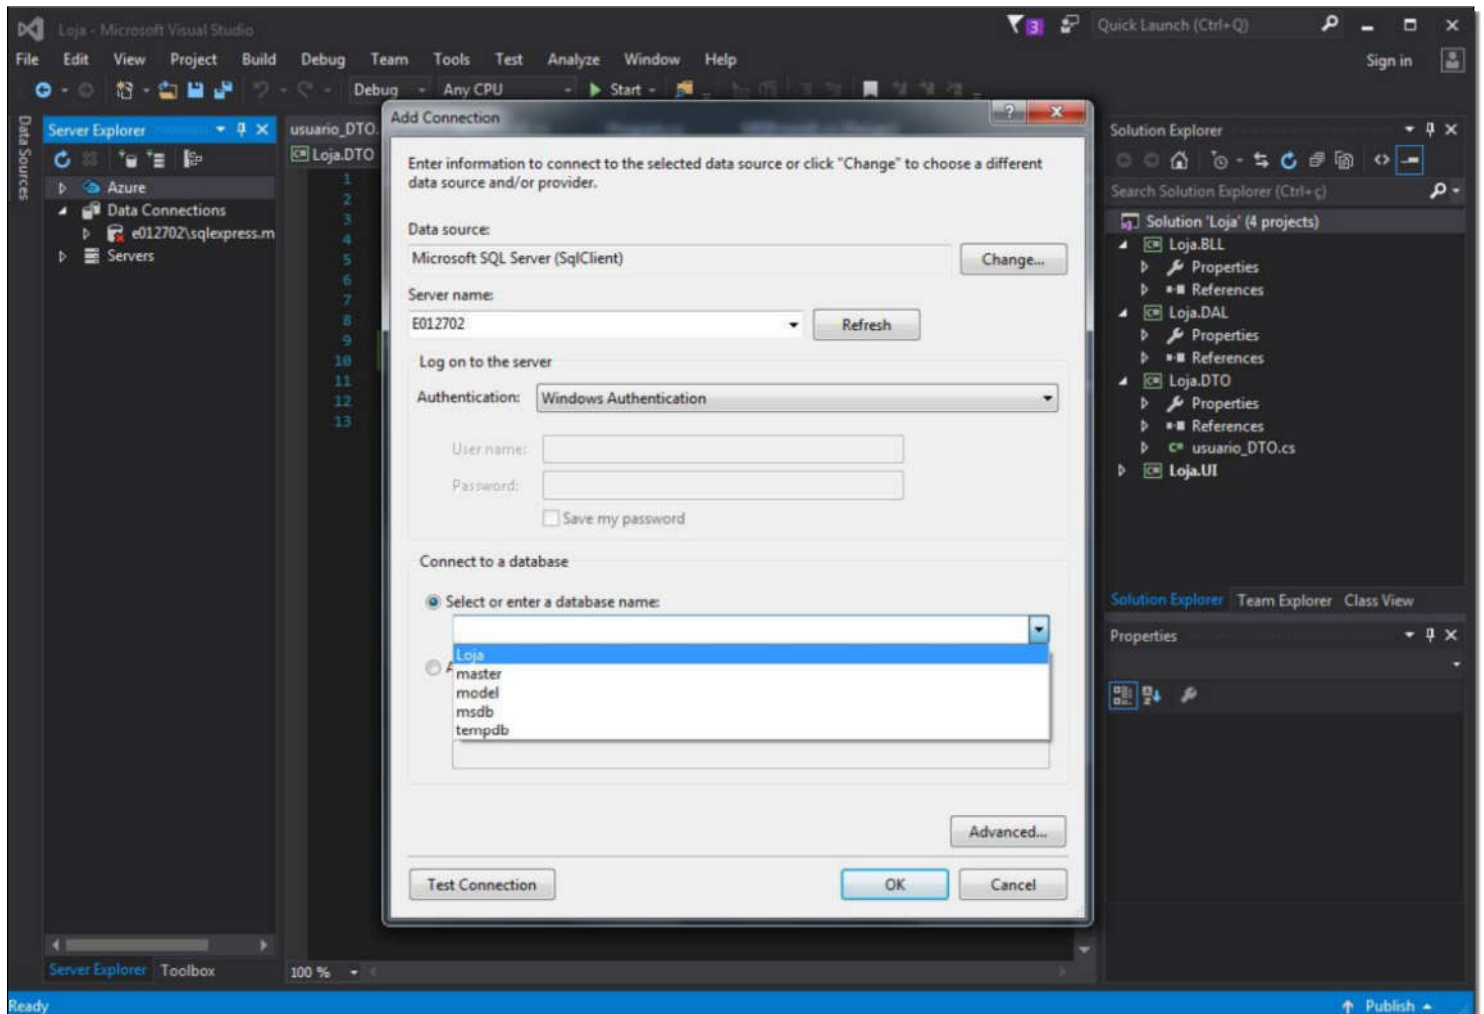 Loja - Microsoft Visual Studio
3
Quick Launch (Ctrl+Q)
File Edit View Project Build Debug Team Tools Test Analyze Window Help
Sign in
Debug Any CPU Start
Data Sources
Server Explorer
Azure
Data Connections
e012702\sqlexpress.m
Servers
usuario_DTO.
Loja.DTO
1
2
3
4
5
6
7
8
9
10
11
12
13
Add Connection
Enter information to connect to the selected data source or click "Change" to choose a different
data source and/or provider.
Data source:
Microsoft SQL Server (SqlClient)
Change...
Server name:
E012702
Refresh
Log on to the server
Authentication:
Windows Authentication
User name:
Password:
Save my password
Connect to a database
Select or enter a database name:
Loja
master
model
msdb
tempdb
Advanced...
Test Connection
OK
Cancel
Solution Explorer
Search Solution Explorer (Ctrl+ç)
Solution 'Loja' (4 projects)
Loja.BLL
Properties
References
Loja.DAL
Properties
References
Loja.DTO
Properties
References
usuario_DTO.cs
Loja.UI
Solution Explorer Team Explorer Class View
Properties
Server Explorer Toolbox
100 %
Ready
Publish